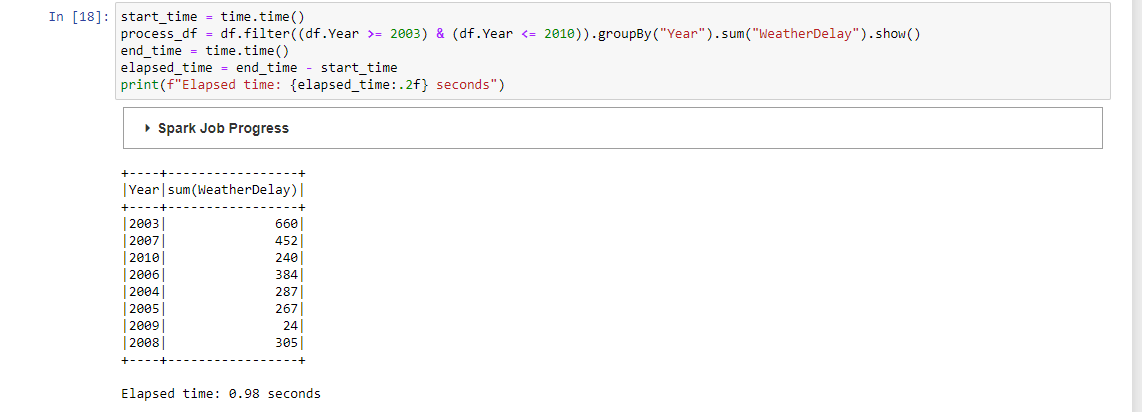 In [18]: start_time = time.time()
process_df = df.filter((df.Year >= 2003) & (df.Year <= 2010)).groupBy("Year").sum("WeatherDelay").show()
end_time = time.time()
elapsed_time = end_time - start_time
print(f"Elapsed time: {elapsed_time:.2f} seconds")
Spark Job Progress
+----+-----------------+
|Year|sum(WeatherDelay)|
+----+-----------------+
|2003|              660|
|2007|              452|
|2010|              240|
|2006|              384|
|2004|              287|
|2005|              267|
|2009|               24|
|2008|              305|
+----+-----------------+
Elapsed time: 0.98 seconds